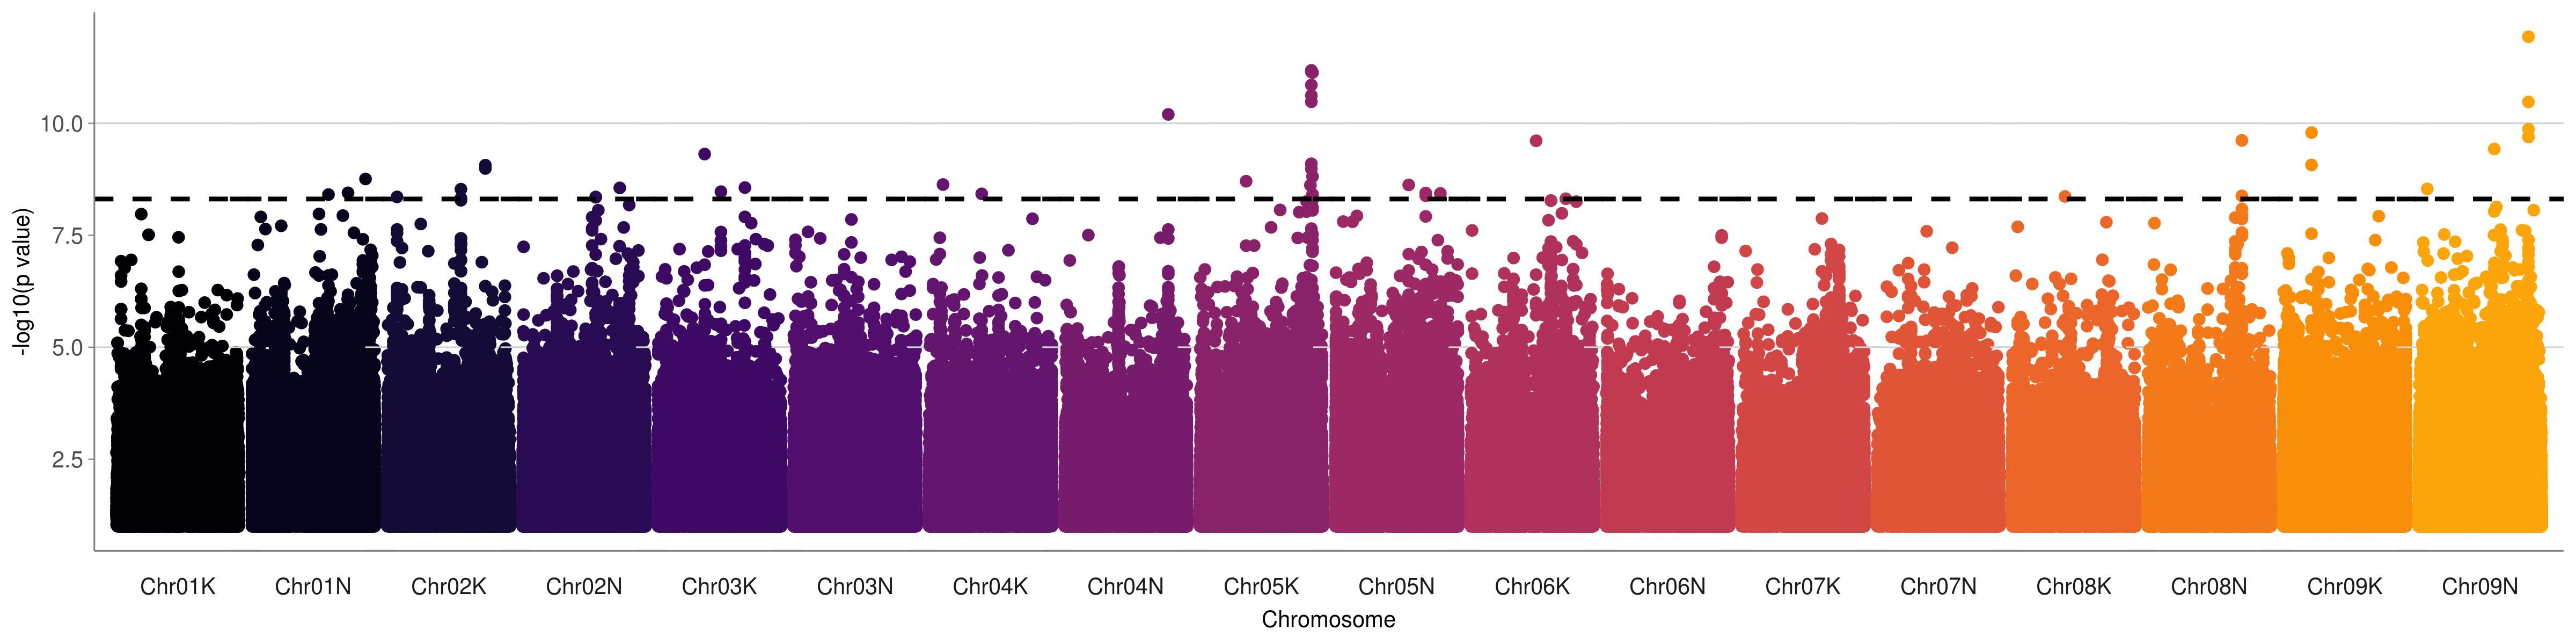 -log10(p value)
10.0
7.5
5.0
2.5
Chr01K Chr01N Chr02K Chr02N Chr03K Chr03N Chr04K Chr04N Chr05K Chr05N Chr06K Chr06N Chr07K Chr07N Chr08K Chr08N Chr09K Chr09N
Chromosome